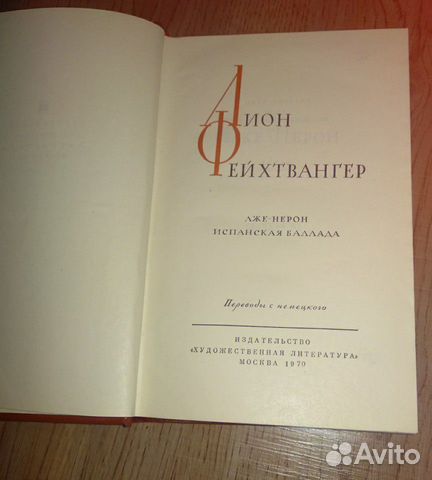 Лион
Фейхтвангер
ЛЖЕ-НЕРОН
ИСПАНСКАЯ БАЛЛАДА
Переводы с немецкого
ИЗДАТЕЛЬСТВО
«ХУДОЖЕСТВЕННАЯ ЛИТЕРАТУРА»
МОСКВА 1970
Avito